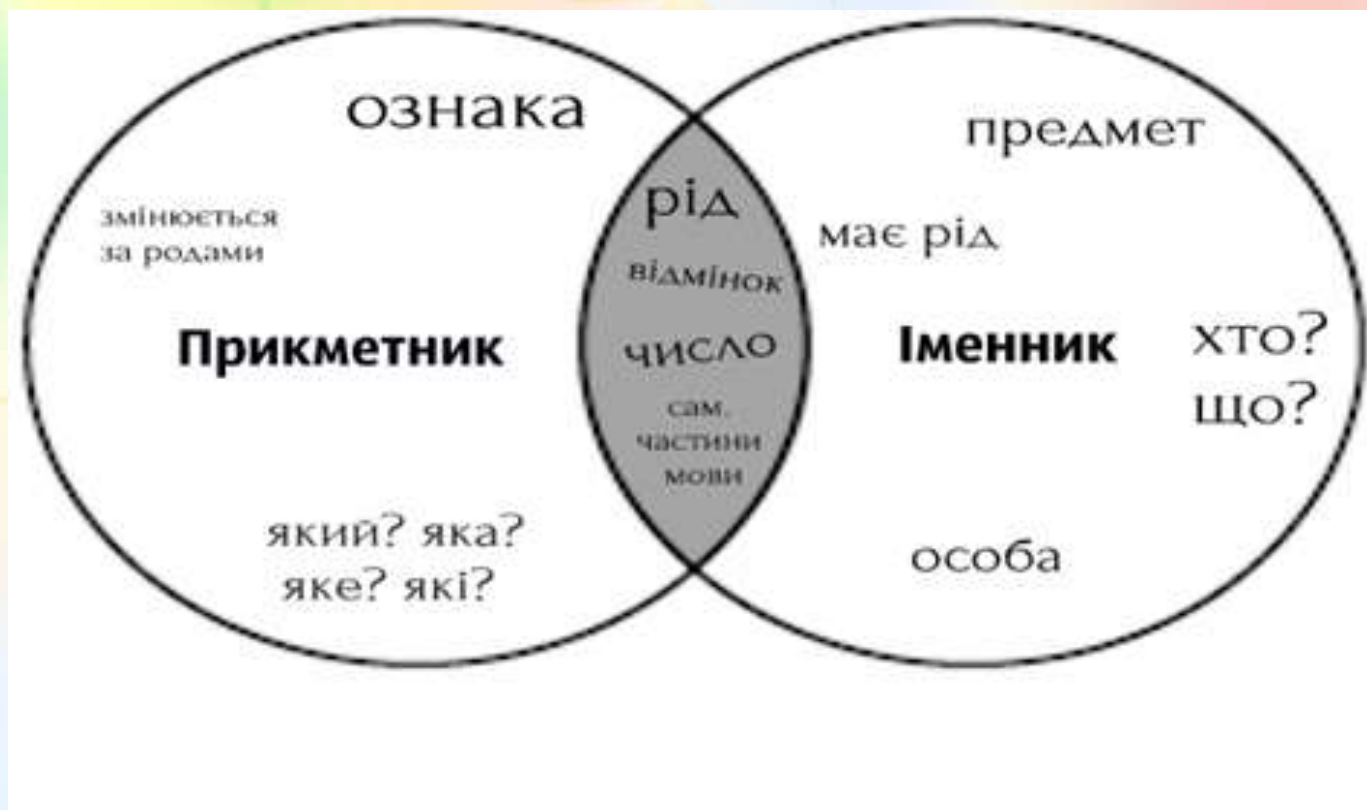 ознака
змінюється
за родами
Прикметник
який? яка?
яке? які?
рід
відмінок
число
сам.
частини
мови
предмет
має рід
Іменник
хто?
що?
особа